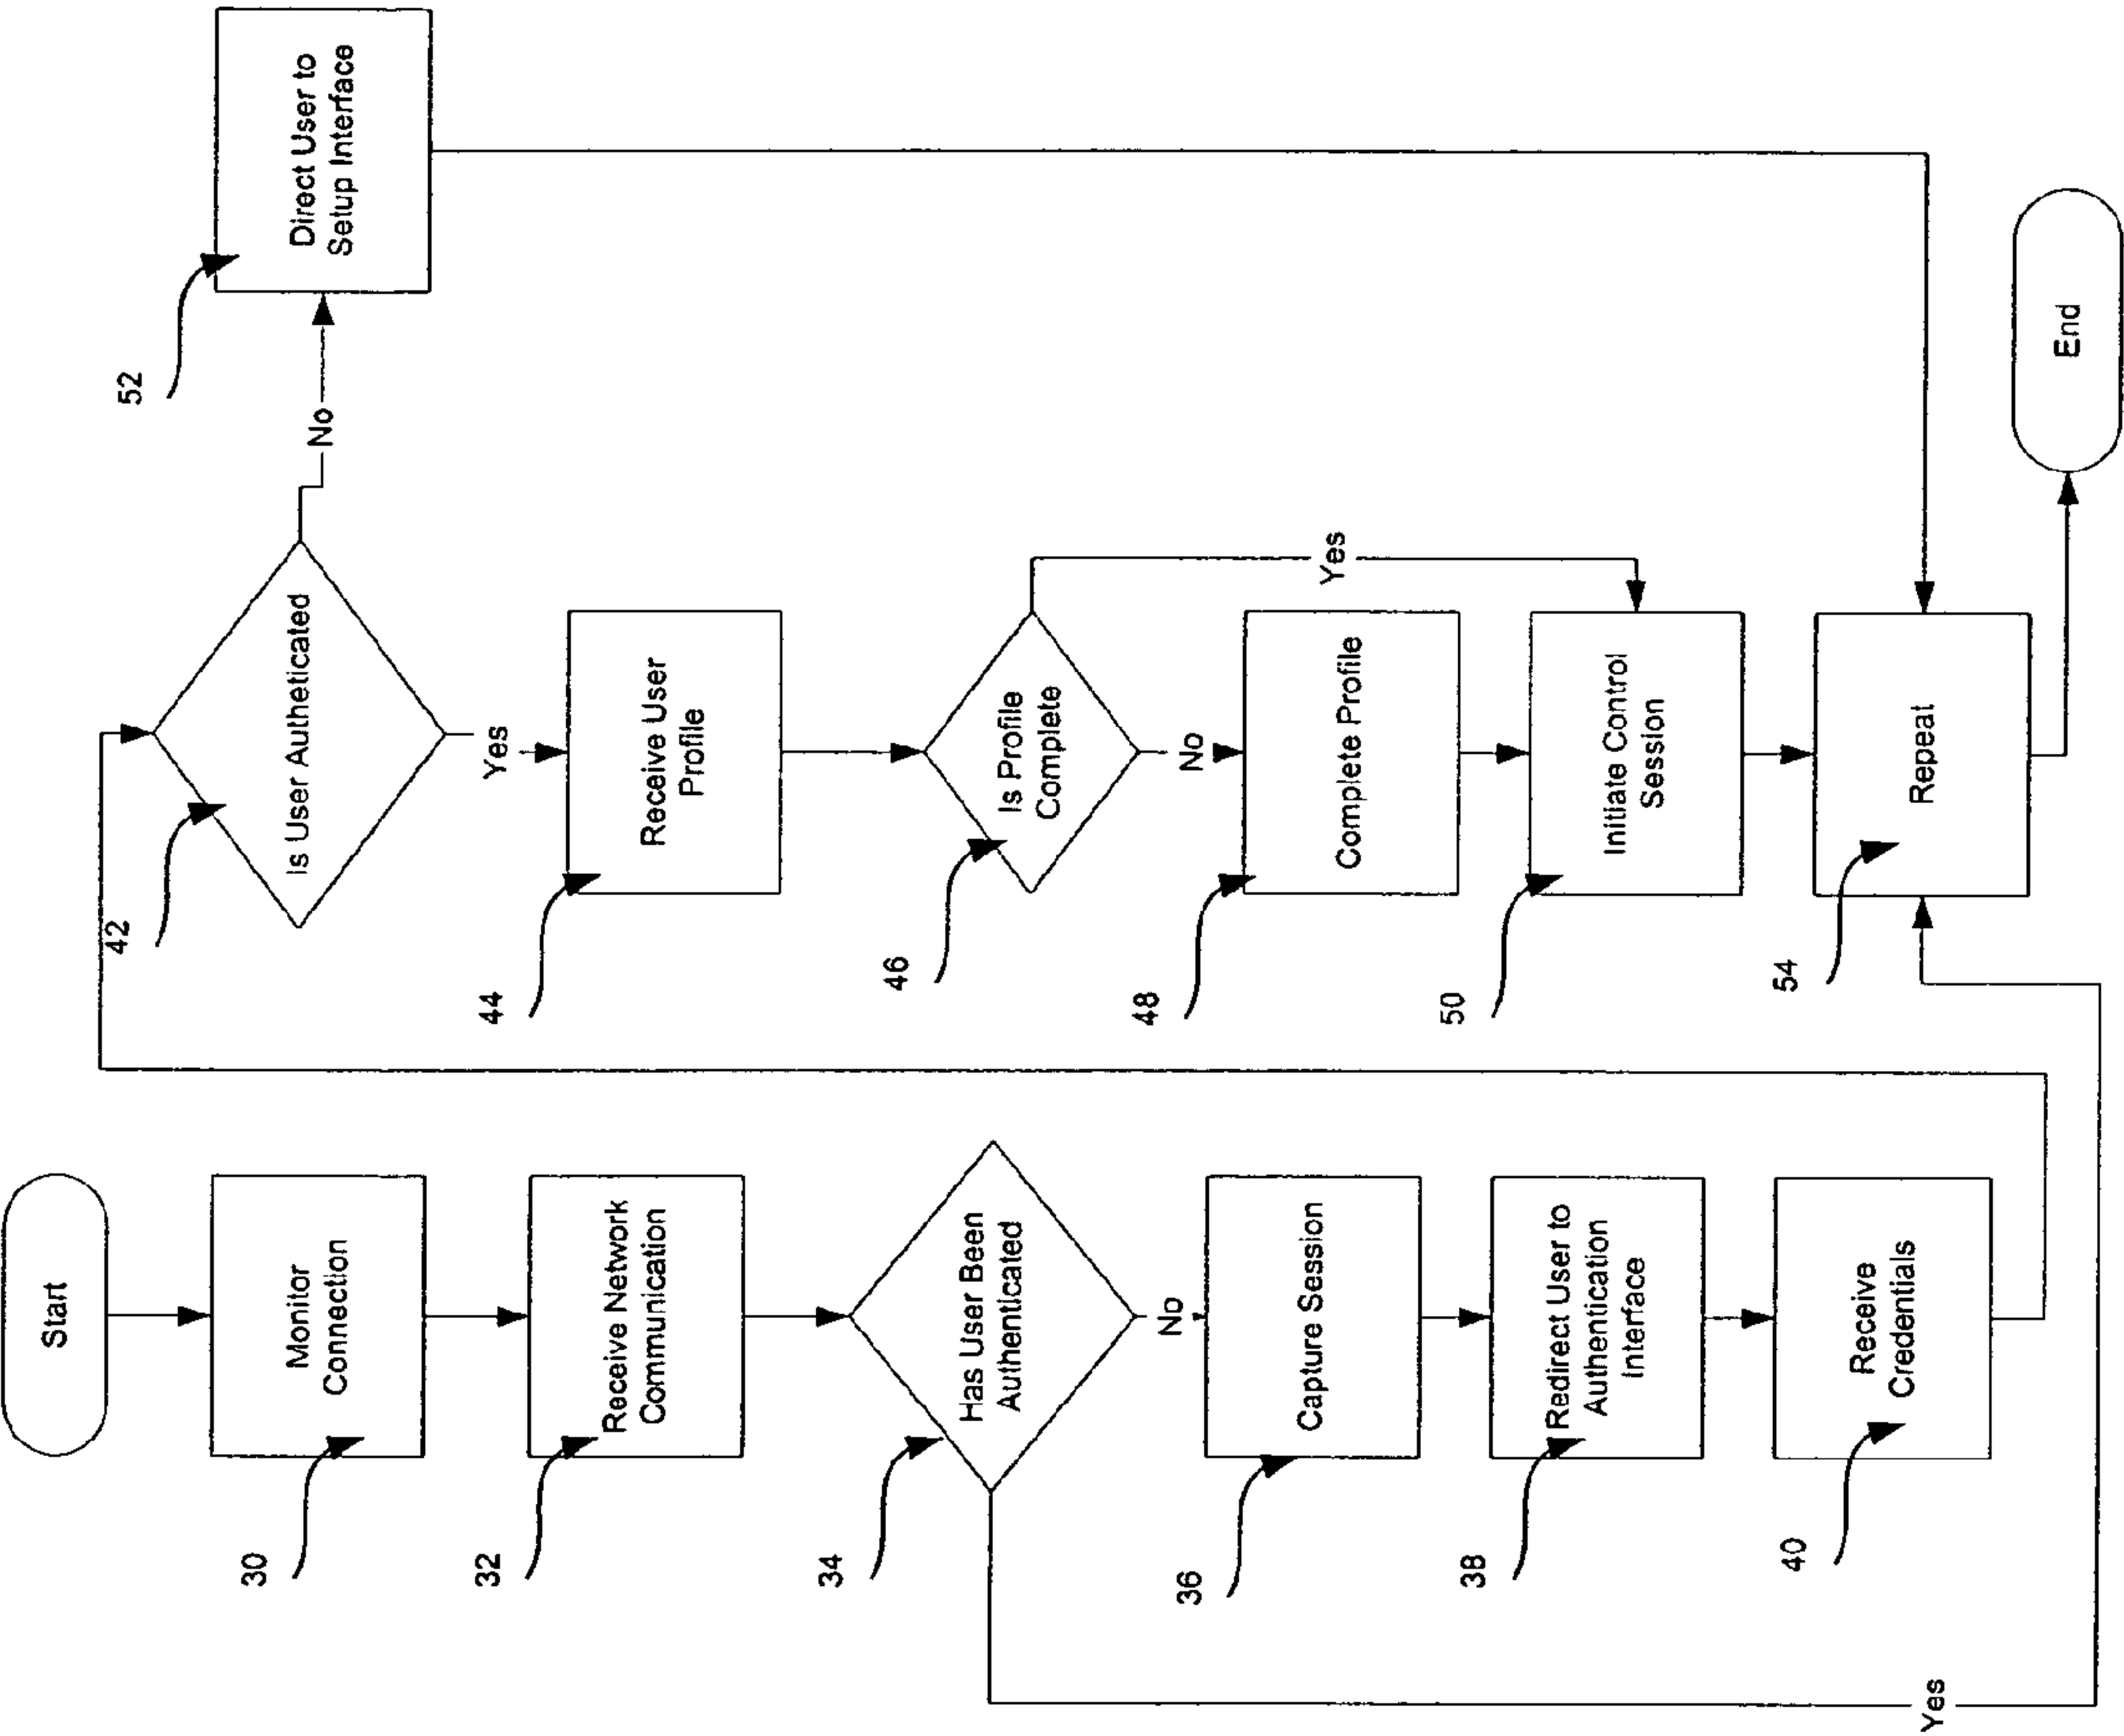 Start
30
Monitor
Connection
32
Receive Network
Communication
34
Has User Been
Authenticated
No
Yes
36
Capture Session
38
Redirect User to
Authentication
Interface
40
Receive
Credentials
42
Is User Autheticated
No
Yes
52
Direct User to
Setup Interface
44
Receive User
Profile
46
Is Profile
Complete
No
Yes
48
Complete Profile
50
Initiate Control
Session
54
Repeat
End